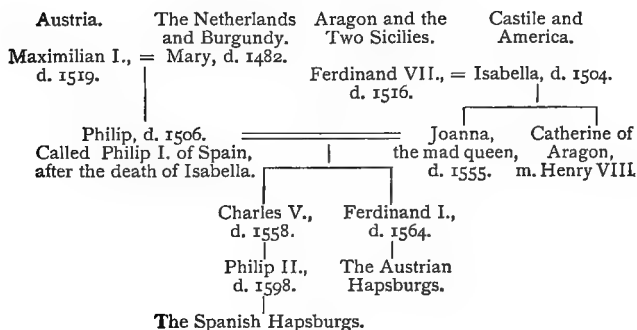 Austria. The Netherlands Aragon and the Castile and
and Burgundy. Two Sicilies. America.
Maximilian I., = Mary, d. 1482.
d. 1519. Ferdinand VII., = Isabella, d. 1504.
d. 1516.
Philip, d. 1506. Joanna, Catherine of
Called Philip I. of Spain, the mad queen, Aragon,
after the death of Isabella. d. 1555. m. Henry VIII.
Charles V., Ferdinand I.,
d. 1558. d. 1564.
Philip II., The Austrian
d. 1598. Hapsburgs.
The Spanish Hapsburgs.